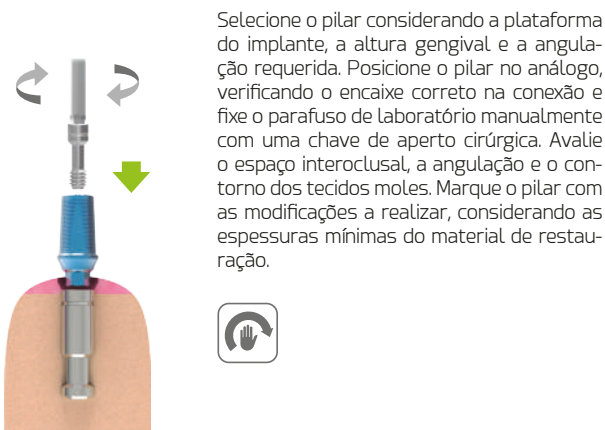 Selecione o pilar considerando a plataforma
do implante, a altura gengival e a angula-
ção requerida. Posicione o pilar no análogo,
verificando o encaixe correto na conexão e
fixe o parafuso de laboratório manualmente
com uma chave de aperto cirúrgica. Avalie
o espaço interoclusal, a angulação e o con-
torno dos tecidos moles. Marque o pilar com
as modificações a realizar, considerando as
espessuras mínimas do material de restau-
ração.